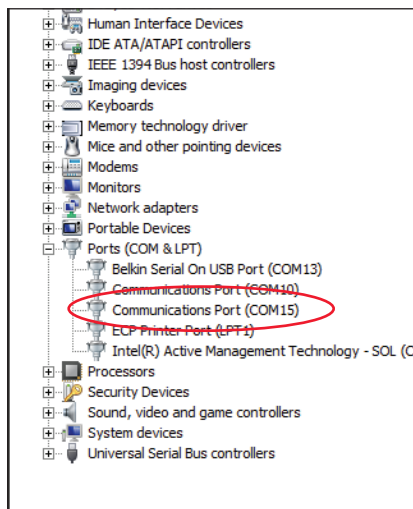 Human Interface Devices
IDE ATA/ATAPI controllers
IEEE 1394 Bus host controllers
Imaging devices
Keyboards
Memory technology driver
Mice and other pointing devices
Modems
Monitors
Network adapters
Portable Devices
Ports (COM & LPT)
Belkin Serial On USB Port (COM13)
Communications Port (COM10)
Communications Port (COM15)
ECP Printer Port (LPT1)
Intel(R) Active Management Technology - SOL (C
Processors
Security Devices
Sound, video and game controllers
System devices
Universal Serial Bus controllers